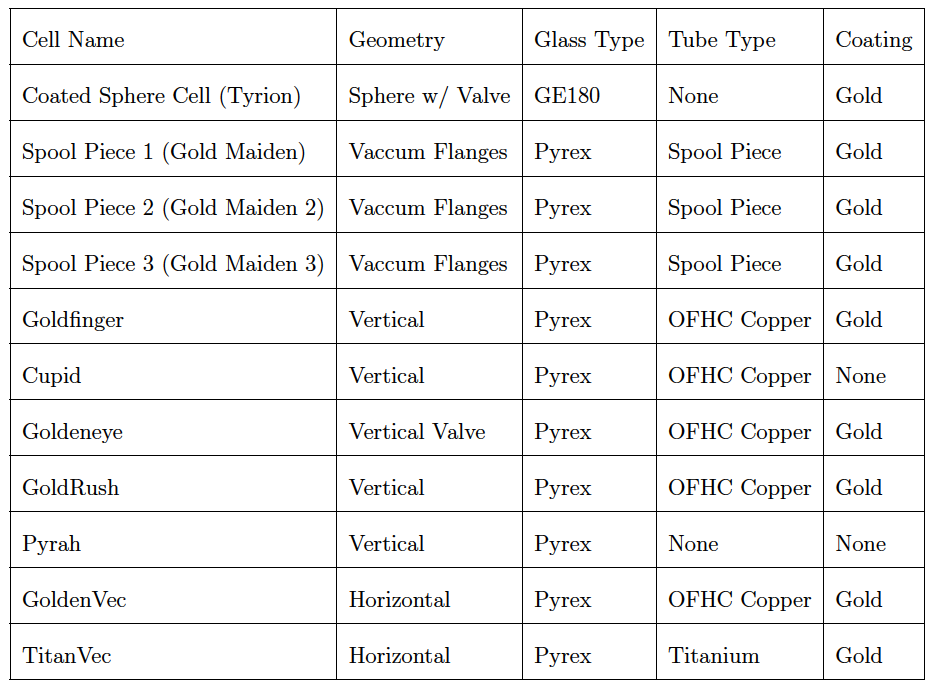 Cell Name Geometry Glass Type Tube Type Coating
Coated Sphere Cell (Tyrion) Sphere w/ Valve GE180 None Gold
Spool Piece 1 (Gold Maiden) Vaccum Flanges Pyrex Spool Piece Gold
Spool Piece 2 (Gold Maiden 2) Vaccum Flanges Pyrex Spool Piece Gold
Spool Piece 3 (Gold Maiden 3) Vaccum Flanges Pyrex Spool Piece Gold
Goldfinger Vertical Pyrex OFHC Copper Gold
Cupid Vertical Pyrex OFHC Copper None
Goldeneye Vertical Valve Pyrex OFHC Copper Gold
GoldRush Vertical Pyrex OFHC Copper Gold
Pyrah Vertical Pyrex None None
GoldenVec Horizontal Pyrex OFHC Copper Gold
TitanVec Horizontal Pyrex Titanium Gold